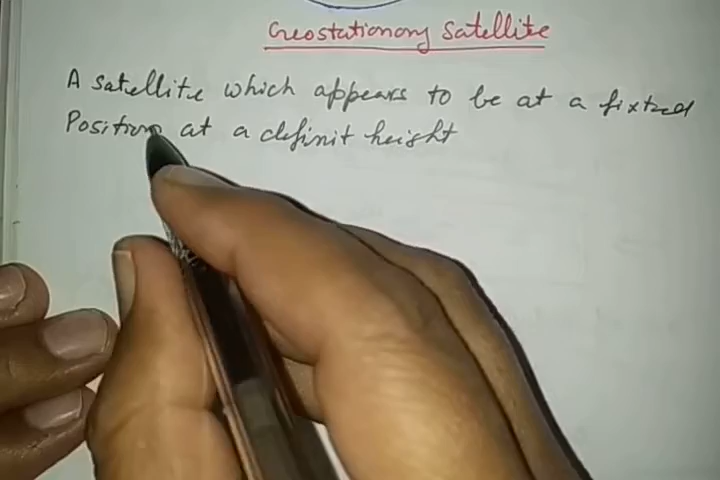 Geostationary Satellite
A satellite which appears to be at a fixted
Position at a definit height